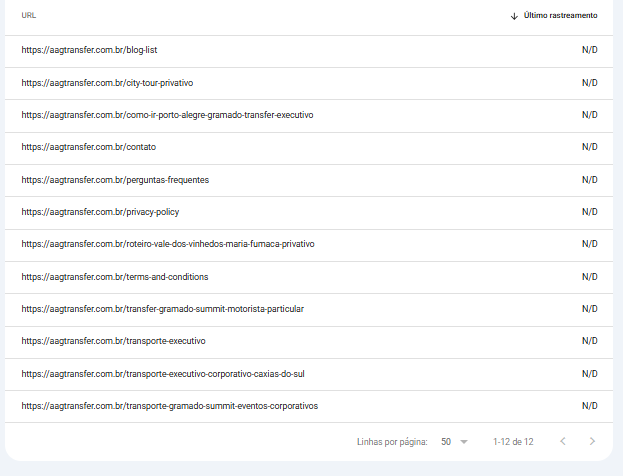 URL ↓ Último rastreamento
https://aagtransfer.com.br/blog-list N/D
https://aagtransfer.com.br/city-tour-privativo N/D
https://aagtransfer.com.br/como-ir-porto-alegre-gramado-transfer-executivo N/D
https://aagtransfer.com.br/contato N/D
https://aagtransfer.com.br/perguntas-frequentes N/D
https://aagtransfer.com.br/privacy-policy N/D
https://aagtransfer.com.br/roteiro-vale-dos-vinhedos-maria-fumaca-privativo N/D
https://aagtransfer.com.br/terms-and-conditions N/D
https://aagtransfer.com.br/transfer-gramado-summit-motorista-particular N/D
https://aagtransfer.com.br/transporte-executivo N/D
https://aagtransfer.com.br/transporte-executivo-corporativo-caxias-do-sul N/D
https://aagtransfer.com.br/transporte-gramado-summit-eventos-corporativos N/D
Linhas por página: 50 1-12 de 12